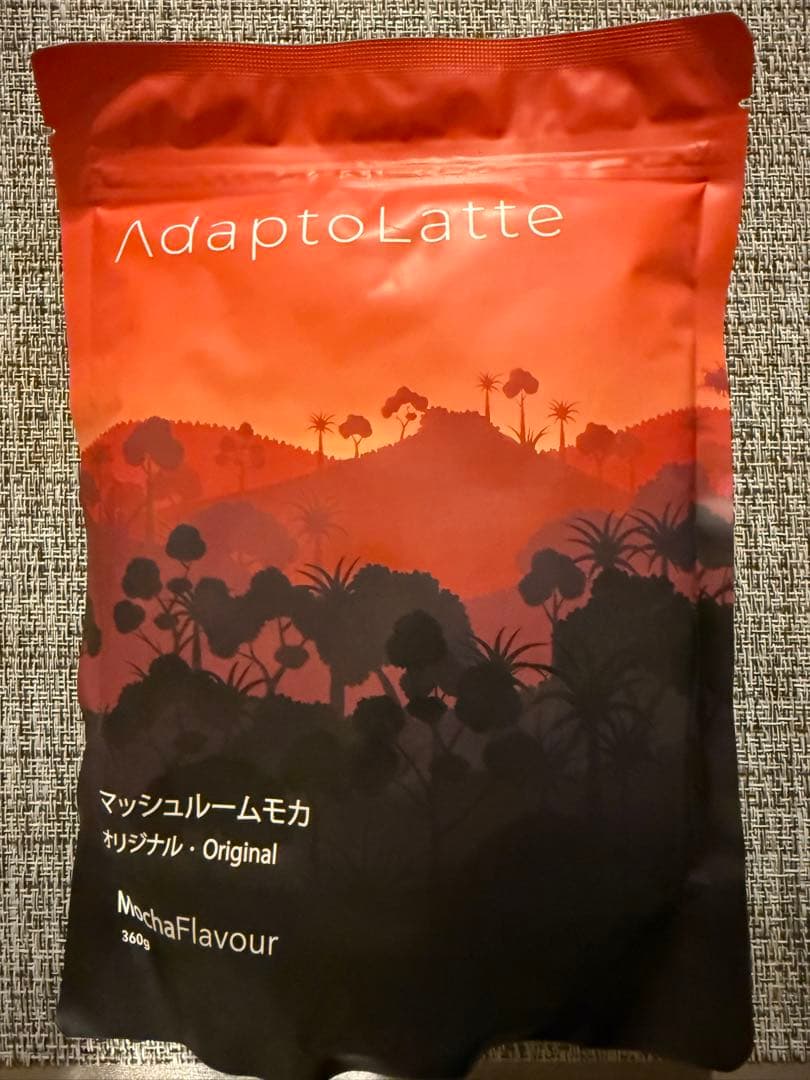 AdaptoLatte
マッシュルームモカ
オリジナル・Original
MochaFlavour
360g